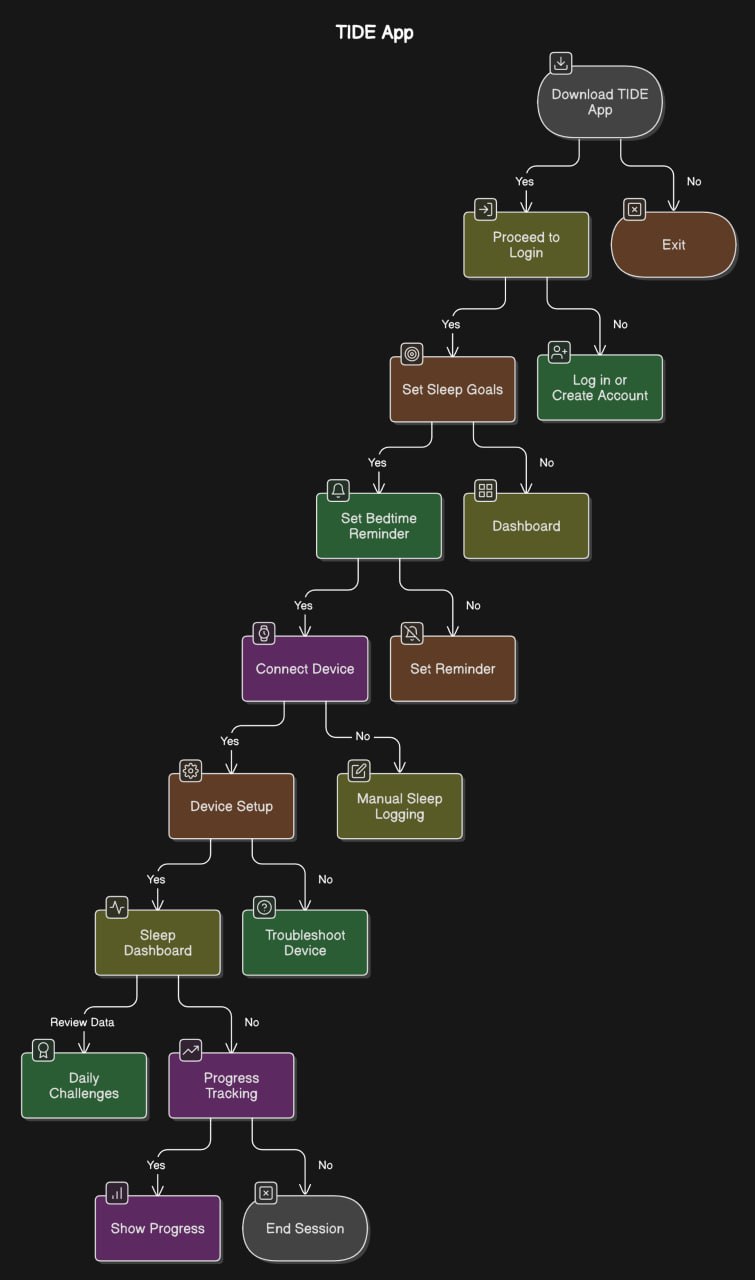 TIDE App
Download TIDE
App
Yes
No
Proceed to
Login
Exit
Yes
No
Set Sleep Goals
Log in or
Create Account
Yes
No
Set Bedtime
Reminder
Dashboard
Yes
No
Connect Device
Set Reminder
Yes
No
Device Setup
Manual Sleep
Logging
Yes
No
Sleep
Dashboard
Troubleshoot
Device
Review Data
No
Daily
Challenges
Progress
Tracking
Yes
No
Show Progress
End Session